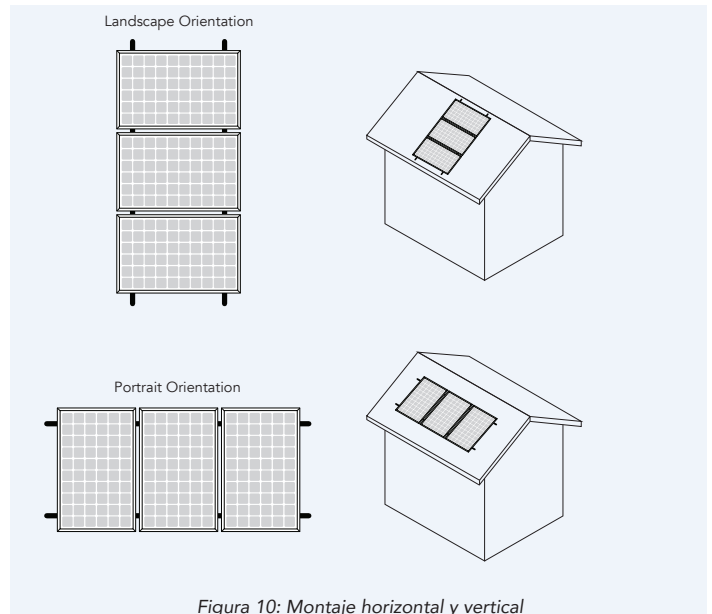 Landscape Orientation
Portrait Orientation
Figura 10: Montaje horizontal y vertical